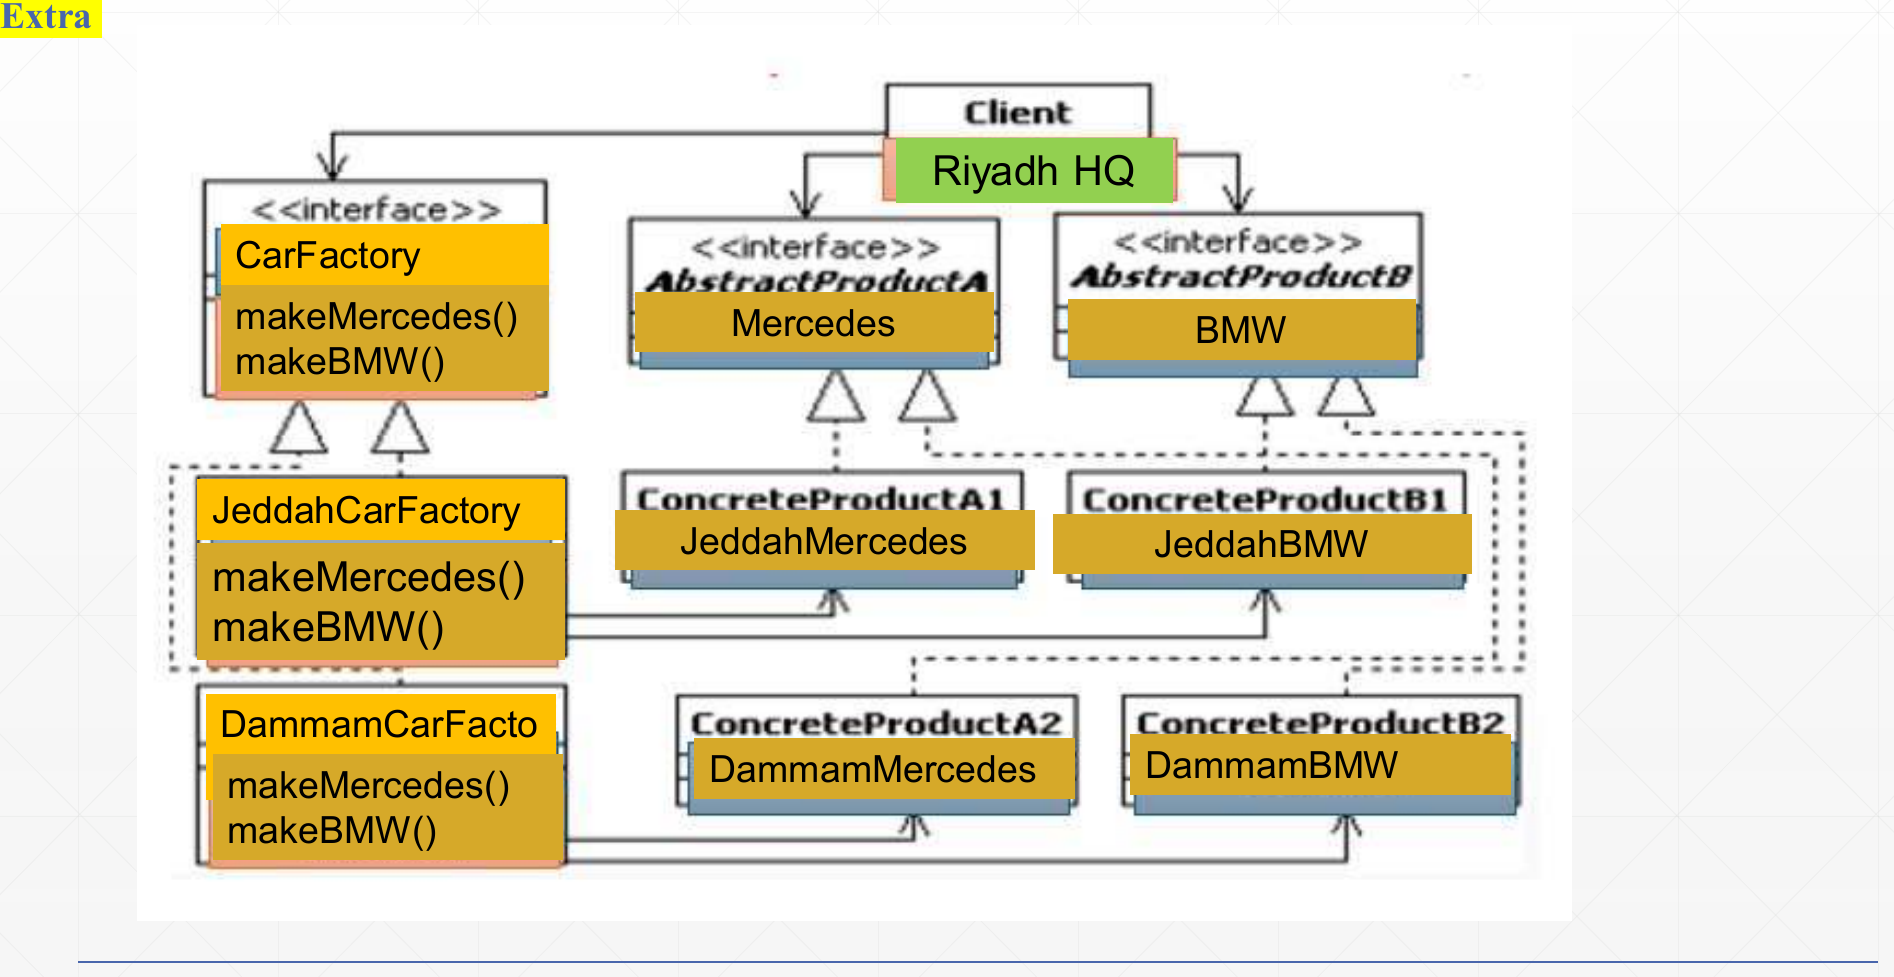 Extra
Client
Riyadh HQ
<<interface>>
CarFactory
makeMercedes()
makeBMW()
<<interface>>
AbstractProductA
Mercedes
<<interface>>
AbstractProductB
BMW
JeddahCarFactory
makeMercedes()
makeBMW()
ConcreteProductA1
JeddahMercedes
ConcreteProductB1
JeddahBMW
DammamCarFacto
makeMercedes()
makeBMW()
ConcreteProductA2
DammamMercedes
ConcreteProductB2
DammamBMW